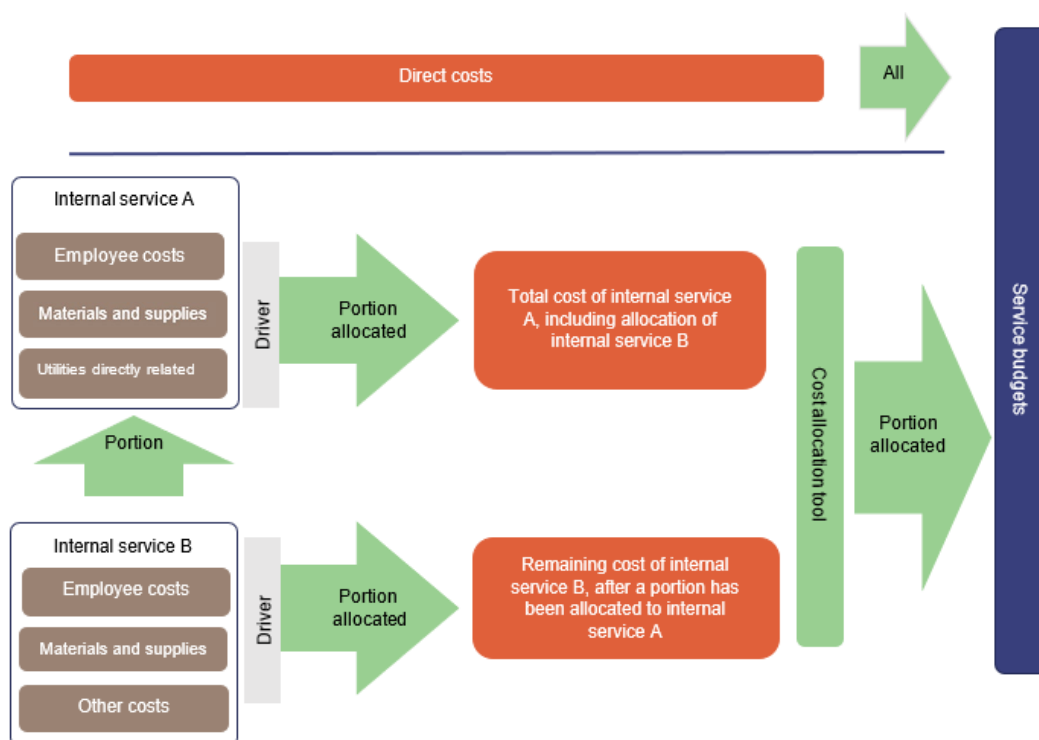 Direct costs
All
Internal service A
Employee costs
Materials and supplies
Utilities directly related
Driver
Portion
allocated
Total cost of internal service
A, including allocation of
internal service B
Portion
Internal service B
Employee costs
Materials and supplies
Other costs
Driver
Portion
allocated
Remaining cost of internal
service B, after a portion has
been allocated to internal
service A
Cost allocation tool
Portion
allocated
Service budgets